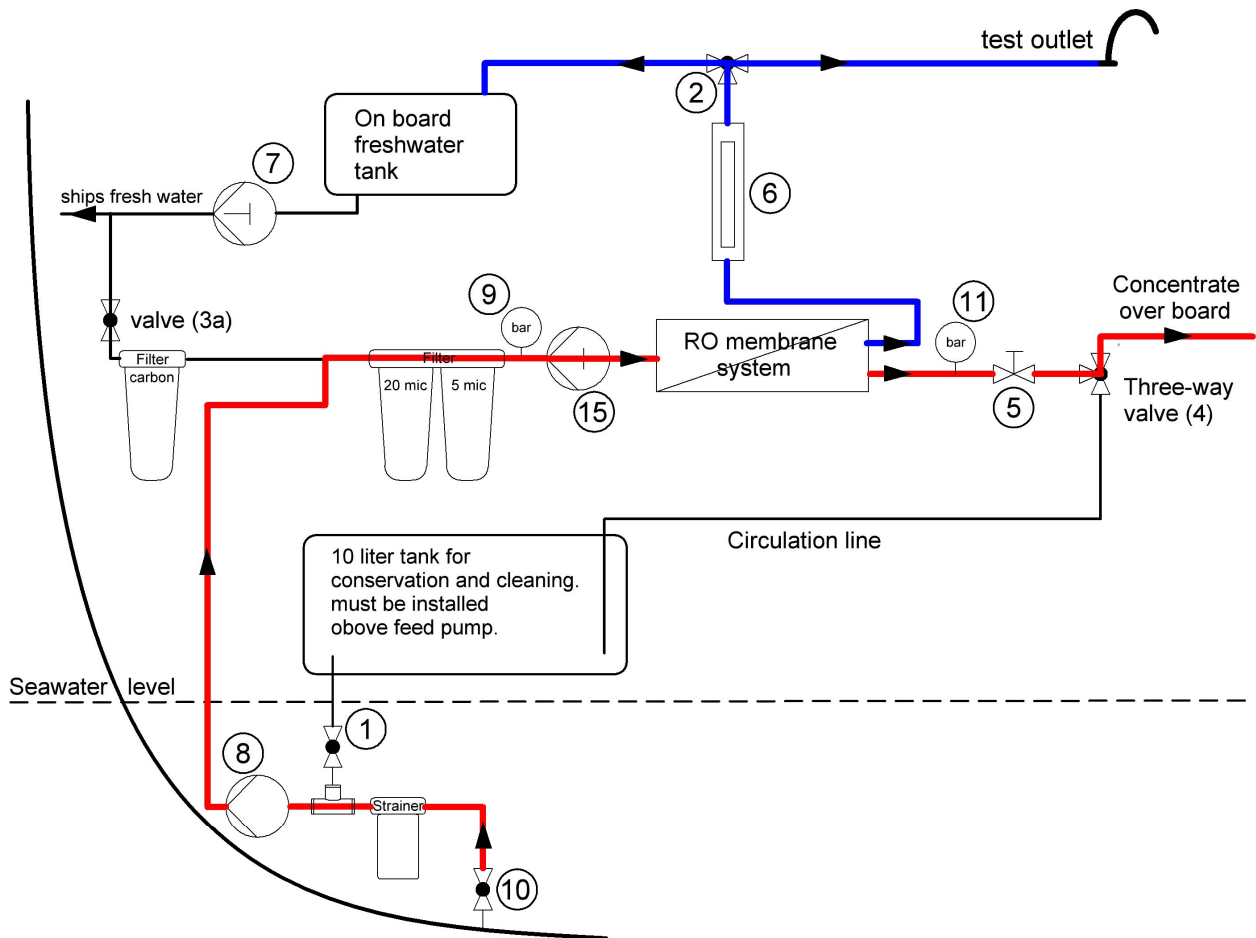 test outlet
2
On board
freshwater
tank
7
6
ships fresh water
9
11
Concentrate
over board
valve (3a)
bar
bar
RO membrane
system
Filter
carbon
Filter
20 mic
5 mic
15
5
Three-way
valve (4)
Circulation line
10 liter tank for
conservation and cleaning.
must be installed
obove feed pump.
Seawater level
1
8
Strainer
10